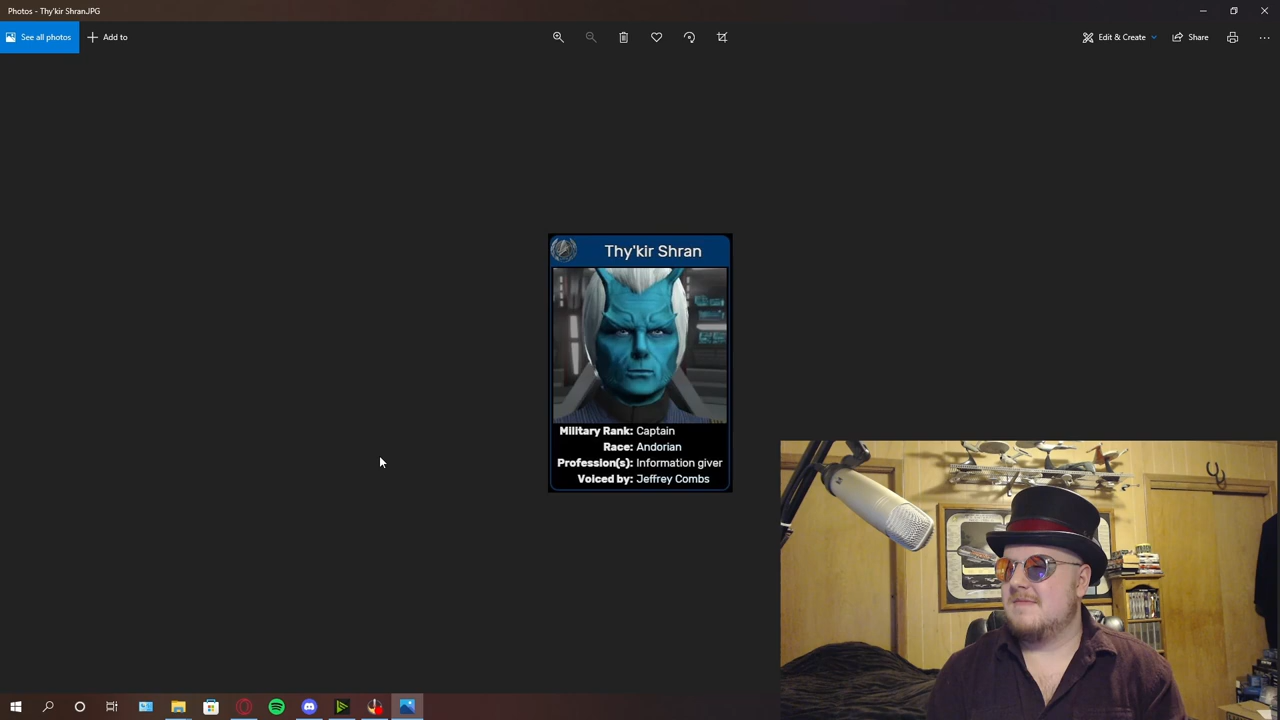 Photos - Thy'kir Shran.JPG
See all photos
Add to
Edit & Create
Share
Thy'kir Shran
Military Rank: Captain
Race: Andorian
Profession(s): Information giver
Voiced by: Jeffrey Combs